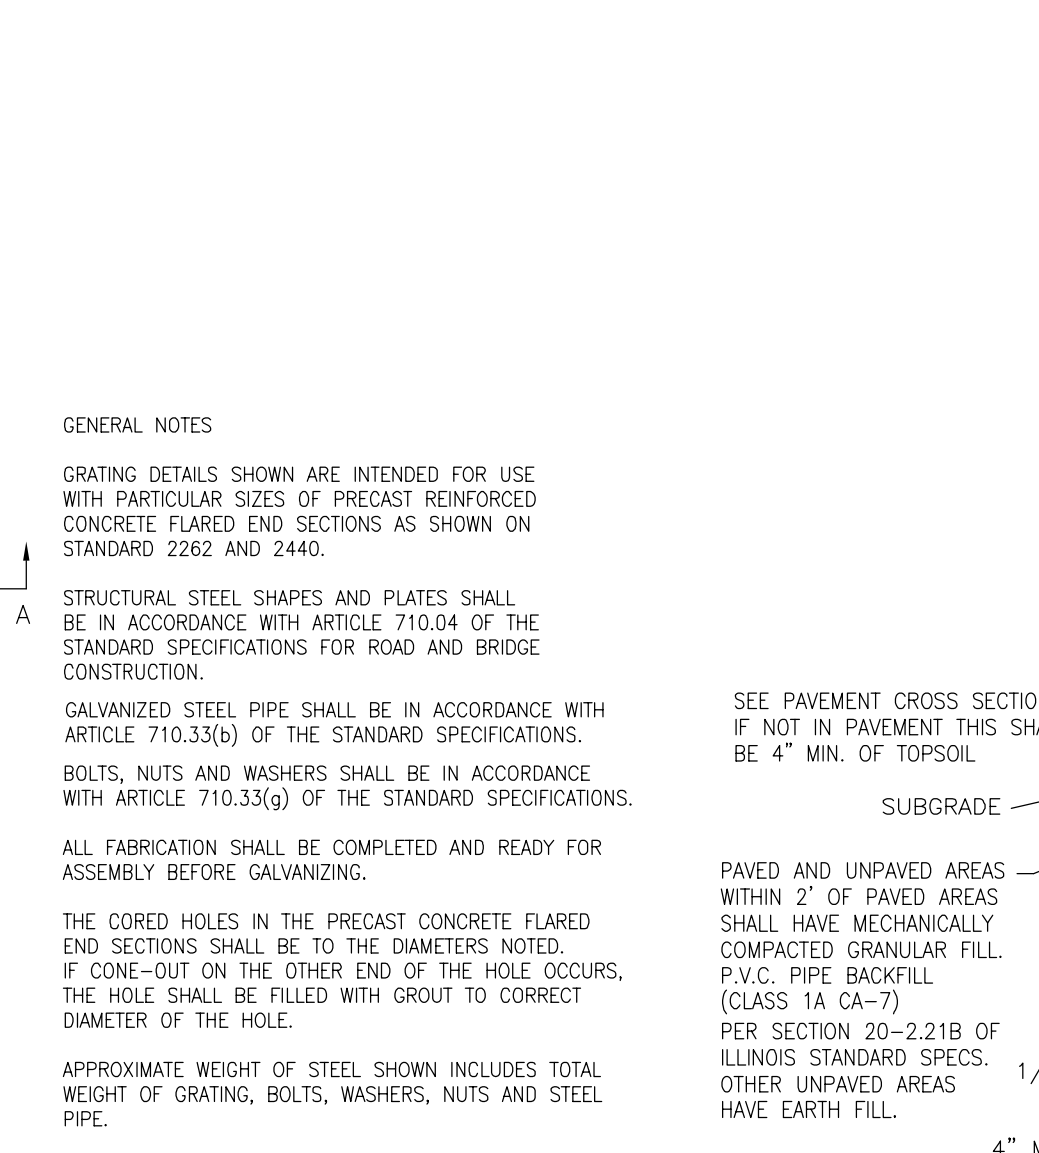 GENERAL NOTES
GRATING DETAILS SHOWN ARE INTENDED FOR USE
WITH PARTICULAR SIZES OF PRECAST REINFORCED
CONCRETE FLARED END SECTIONS AS SHOWN ON
STANDARD 2262 AND 2440.
A
STRUCTURAL STEEL SHAPES AND PLATES SHALL
BE IN ACCORDANCE WITH ARTICLE 710.04 OF THE
STANDARD SPECIFICATIONS FOR ROAD AND BRIDGE
CONSTRUCTION.
GALVANIZED STEEL PIPE SHALL BE IN ACCORDANCE WITH
ARTICLE 710.33(b) OF THE STANDARD SPECIFICATIONS.
BOLTS, NUTS AND WASHERS SHALL BE IN ACCORDANCE
WITH ARTICLE 710.33(g) OF THE STANDARD SPECIFICATIONS.
ALL FABRICATION SHALL BE COMPLETED AND READY FOR
ASSEMBLY BEFORE GALVANIZING.
THE CORED HOLES IN THE PRECAST CONCRETE FLARED
END SECTIONS SHALL BE TO THE DIAMETERS NOTED.
IF CONE-OUT ON THE OTHER END OF THE HOLE OCCURS,
THE HOLE SHALL BE FILLED WITH GROUT TO CORRECT
DIAMETER OF THE HOLE.
APPROXIMATE WEIGHT OF STEEL SHOWN INCLUDES TOTAL
WEIGHT OF GRATING, BOLTS, WASHERS, NUTS AND STEEL
PIPE.
SEE PAVEMENT CROSS SECTIO
IF NOT IN PAVEMENT THIS SHA
BE 4" MIN. OF TOPSOIL
SUBGRADE
PAVED AND UNPAVED AREAS
WITHIN 2' OF PAVED AREAS
SHALL HAVE MECHANICALLY
COMPACTED GRANULAR FILL.
P.V.C. PIPE BACKFILL
(CLASS 1A CA-7)
PER SECTION 20-2.21B OF
ILLINOIS STANDARD SPECS.
OTHER UNPAVED AREAS
HAVE EARTH FILL.
1/
4"